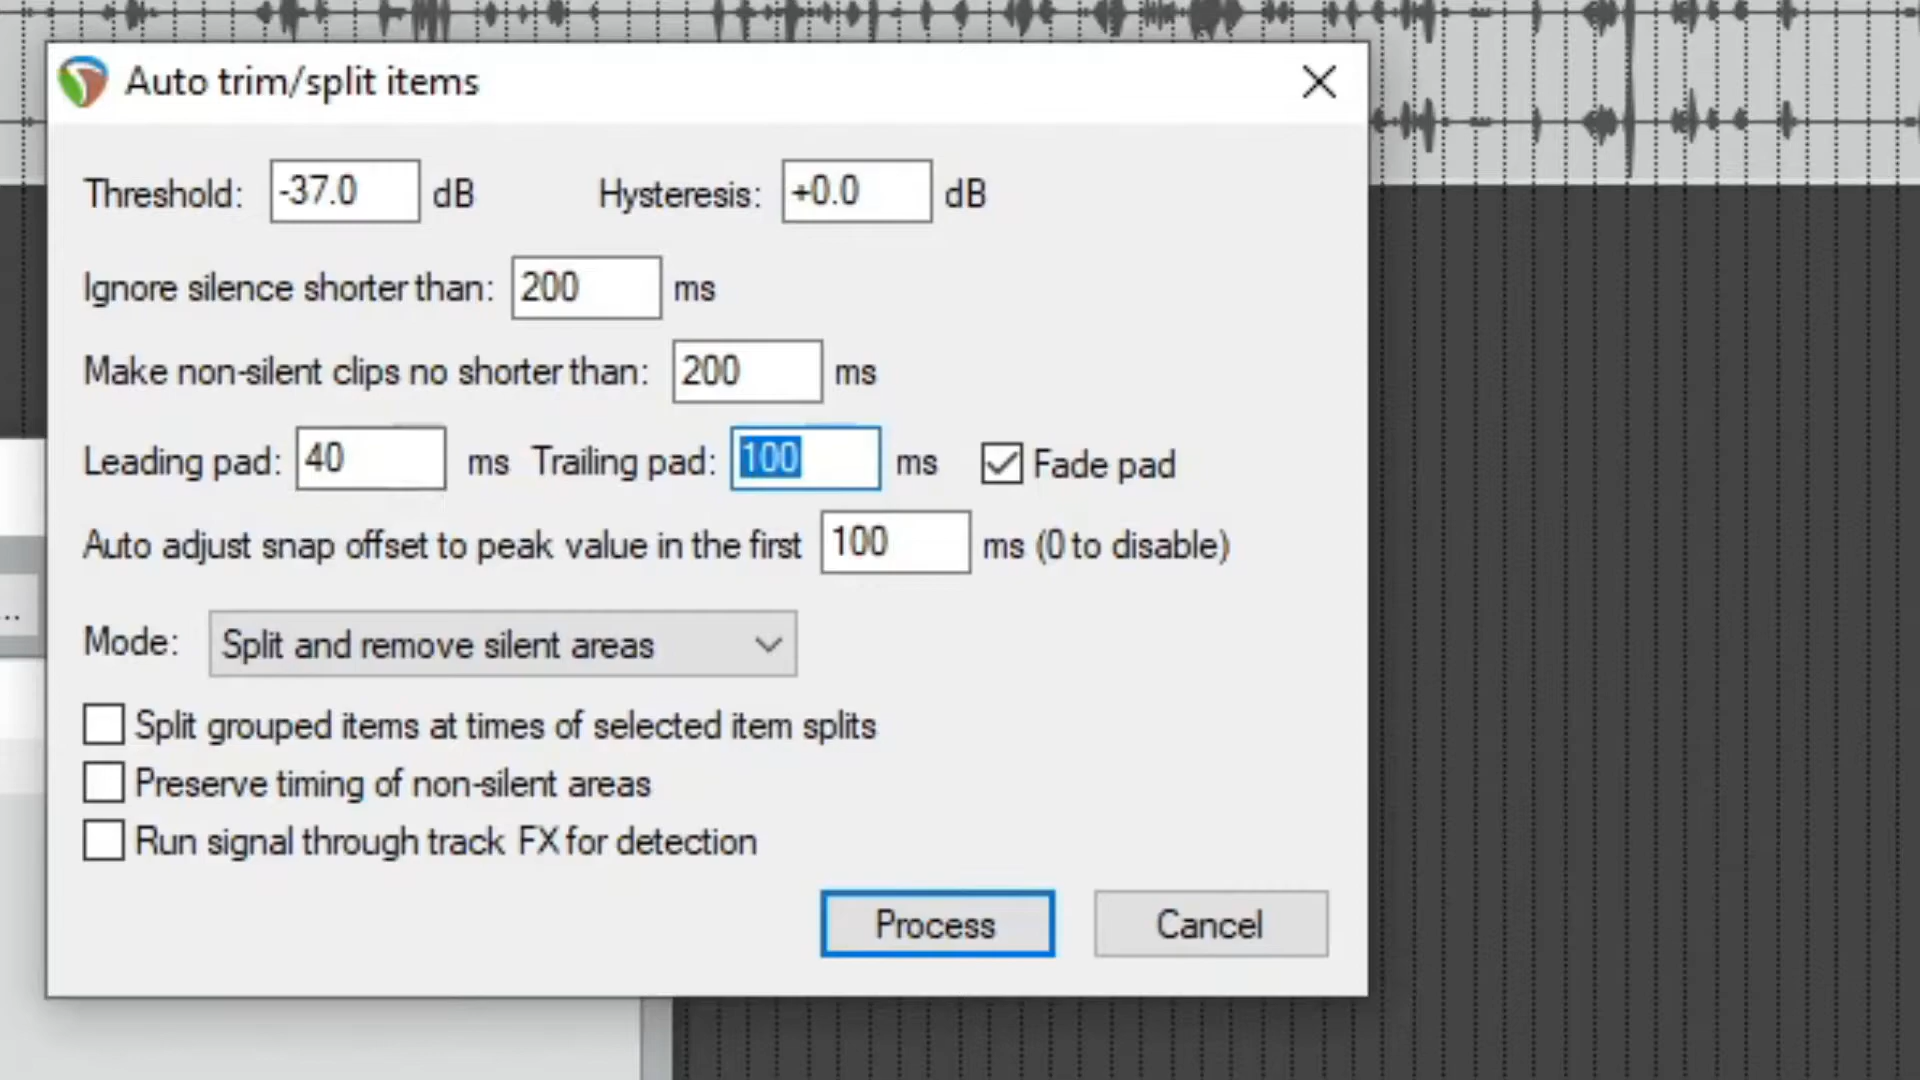 Auto trim/split items
Threshold: -37.0 dB Hysteresis: +0.0 dB
Ignore silence shorter than: 200 ms
Make non-silent clips no shorter than: 200 ms
Leading pad: 40 ms Trailing pad: 100 ms Fade pad
Auto adjust snap offset to peak value in the first 100 ms (0 to disable)
...
Mode: Split and remove silent areas
Split grouped items at times of selected item splits
Preserve timing of non-silent areas
Run signal through track FX for detection
Process Cancel